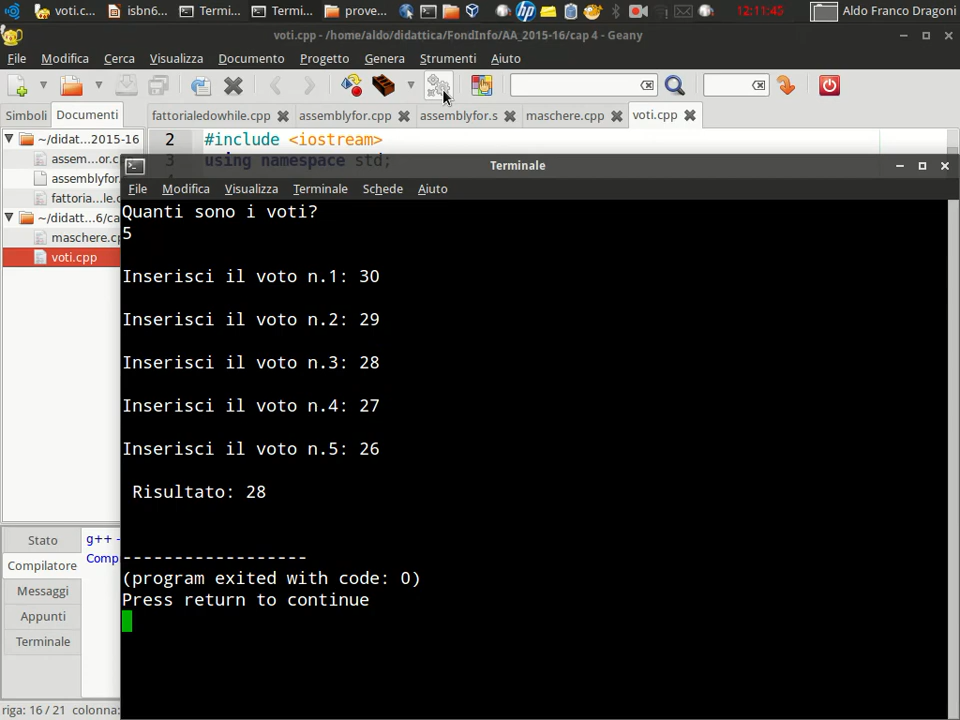 voti.c...
isbn6...
Termi...
Termi...
prove...
12:11:45
Aldo Franco Dragoni
voti.cpp - /home/aldo/didattica/FondInfo/AA_2015-16/cap 4 - Geany
File Modifica Cerca Visualizza Documento Progetto Genera Strumenti Aiuto
Simboli Documenti
fattorialedowhile.cpp assemblyfor.cpp assemblyfor.s maschere.cpp voti.cpp
~/didat...2015-16
assem...or.c
assemblyfor.
fattoria...le.c
~/didatt...6/ca
maschere.cp
voti.cpp
2 #include <iostream>
3 using namespace std;
Terminale
File Modifica Visualizza Terminale Schede Aiuto
Quanti sono i voti?
5
Inserisci il voto n.1: 30
Inserisci il voto n.2: 29
Inserisci il voto n.3: 28
Inserisci il voto n.4: 27
Inserisci il voto n.5: 26
Risultato: 28
------------------
(program exited with code: 0)
Press return to continue
Stato
Compilatore
Messaggi
Appunti
Terminale
g++ -
Comp
riga: 16 / 21 colonna: